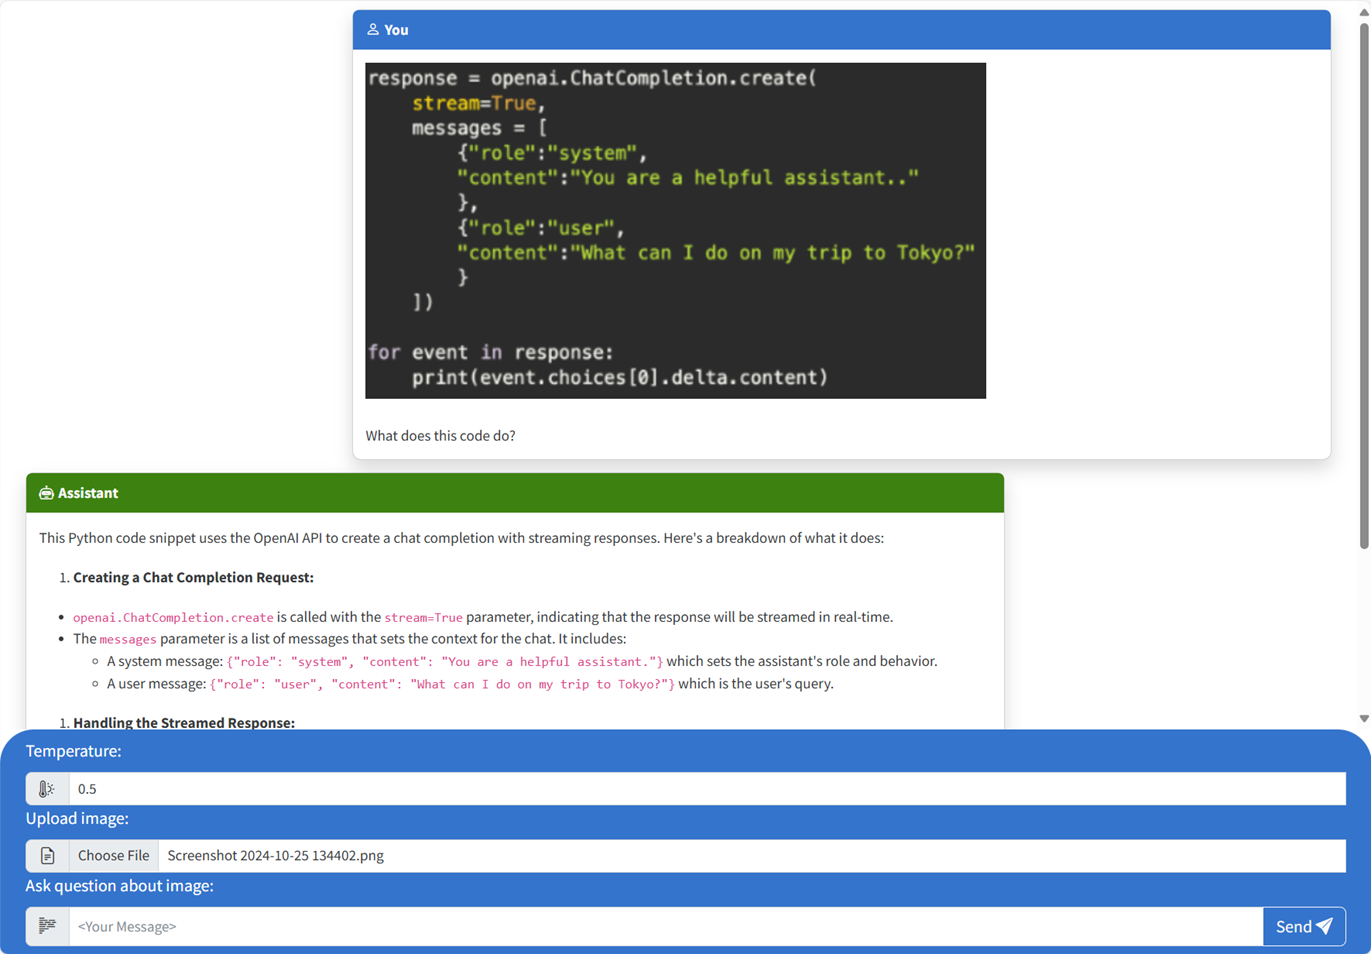 You
response = openai.ChatCompletion.create(
    stream=True,
    messages = [
        {"role":"system",
        "content":"You are a helpful assistant.."
        },
        {"role":"user",
        "content":"What can I do on my trip to Tokyo?"
        }
    ])
for event in response:
    print(event.choices[0].delta.content)
What does this code do?
Assistant
This Python code snippet uses the OpenAI API to create a chat completion with streaming responses. Here's a breakdown of what it does:
1. Creating a Chat Completion Request:
• openai.ChatCompletion.create is called with the stream=True parameter, indicating that the response will be streamed in real-time.
• The messages parameter is a list of messages that sets the context for the chat. It includes:
◦ A system message: {"role": "system", "content": "You are a helpful assistant."} which sets the assistant's role and behavior.
◦ A user message: {"role": "user", "content": "What can I do on my trip to Tokyo?"} which is the user's query.
1. Handling the Streamed Response:
Temperature:
0.5
Upload image:
Choose File Screenshot 2024-10-25 134402.png
Ask question about image:
<Your Message>
Send